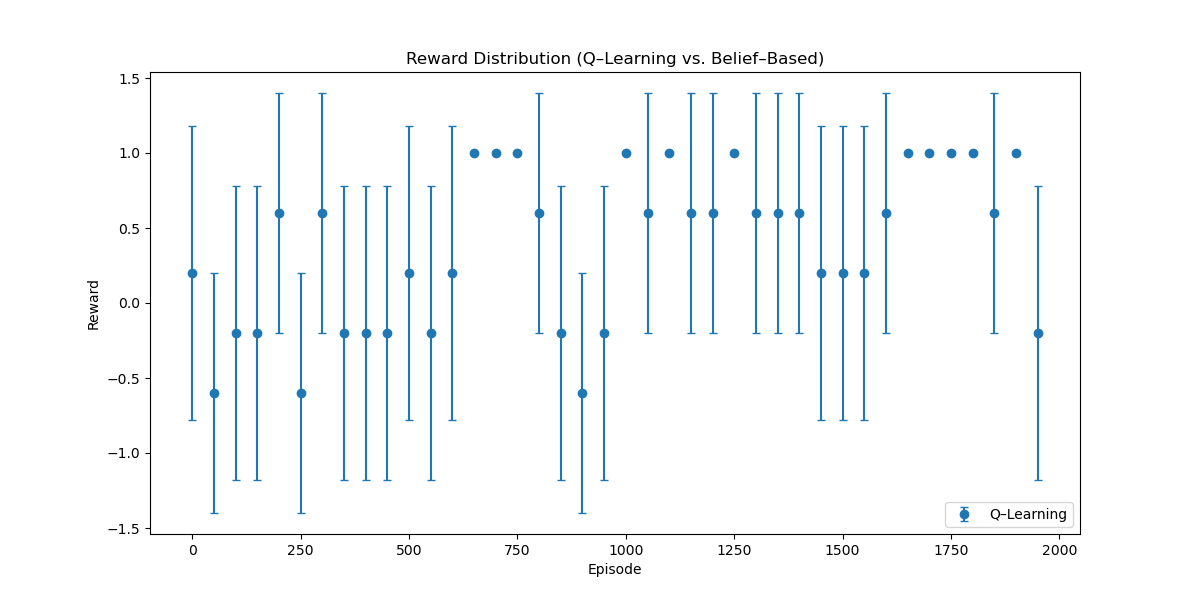 Reward Distribution (Q–Learning vs. Belief–Based)
Reward
1.5
1.0
0.5
0.0
−0.5
−1.0
−1.5
Q–Learning
0 250 500 750 1000 1250 1500 1750 2000
Episode